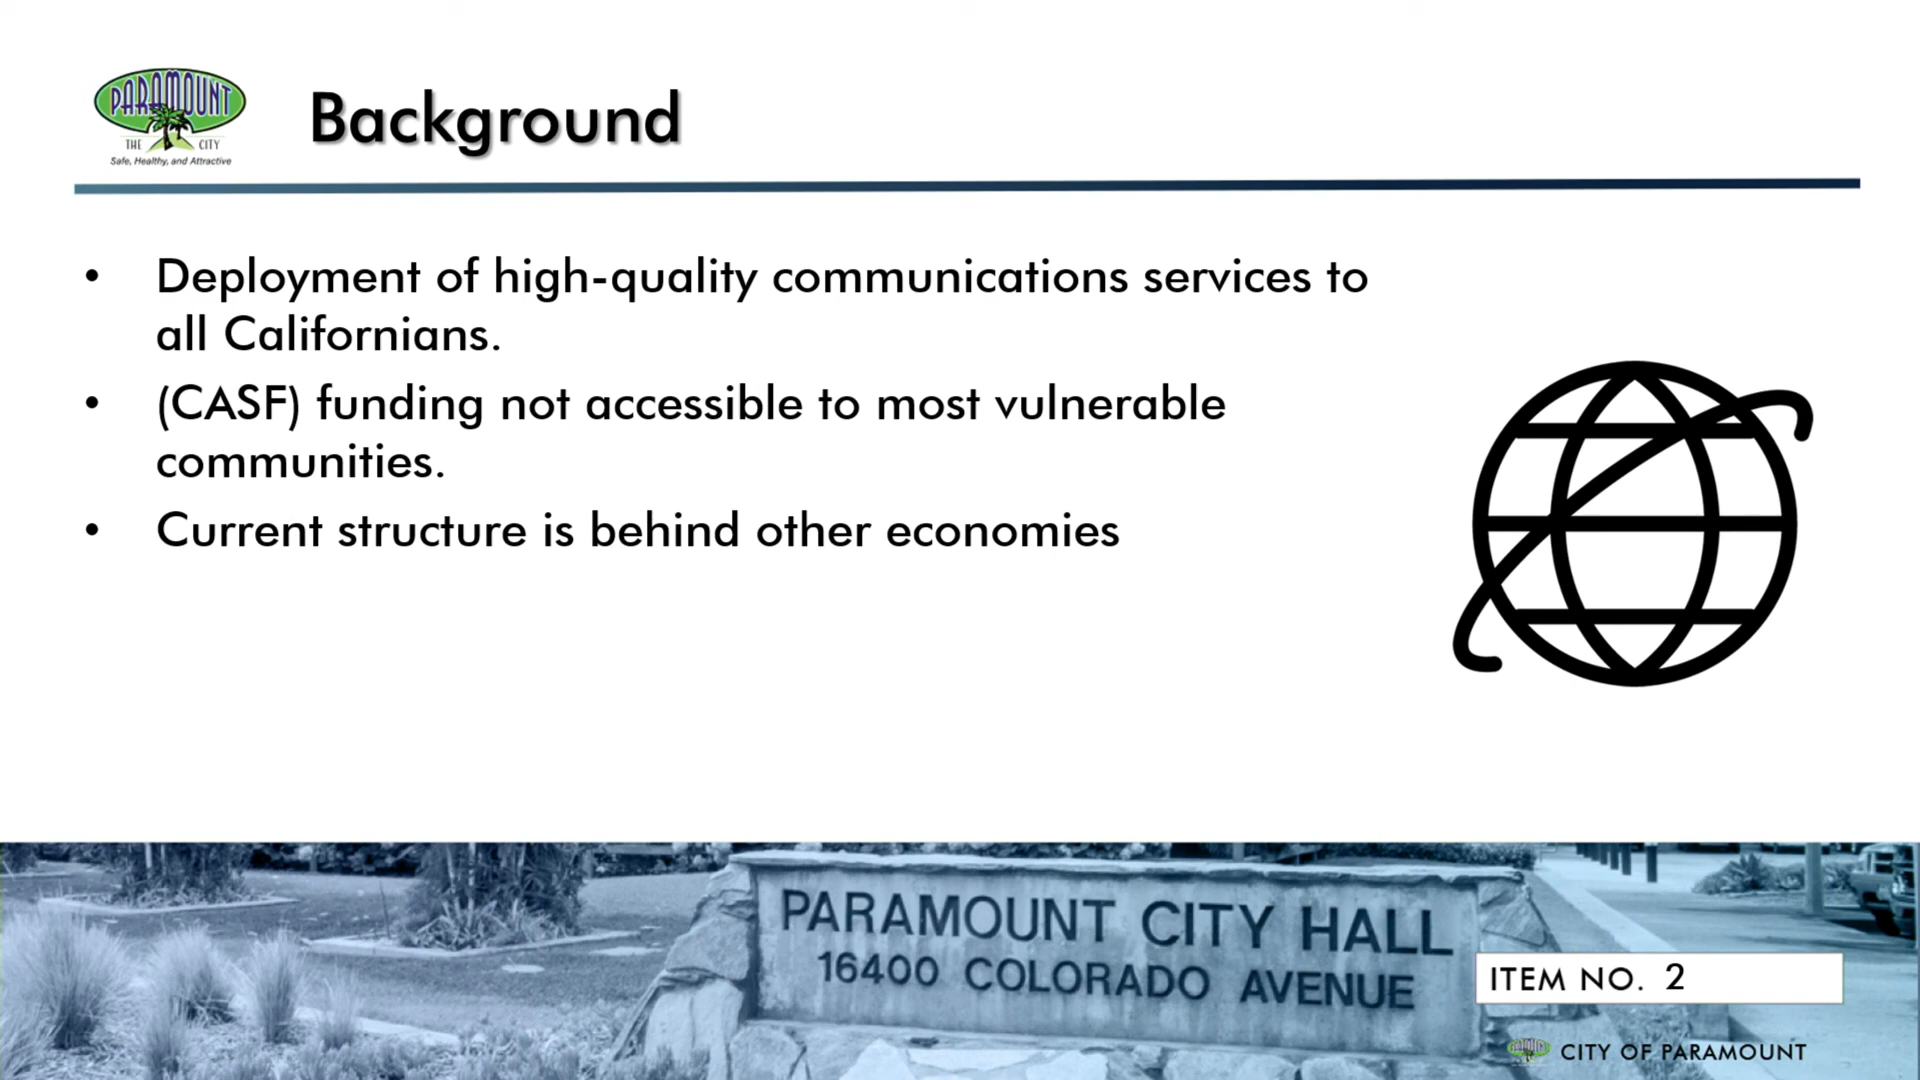 PARAMOUNT
THE CITY
Safe, Healthy, and Attractive
Background
• Deployment of high-quality communications services to
all Californians.
• (CASF) funding not accessible to most vulnerable
communities.
• Current structure is behind other economies
PARAMOUNT CITY HALL
16400 COLORADO AVENUE
ITEM NO. 2
PARAMOUNT
CITY OF PARAMOUNT